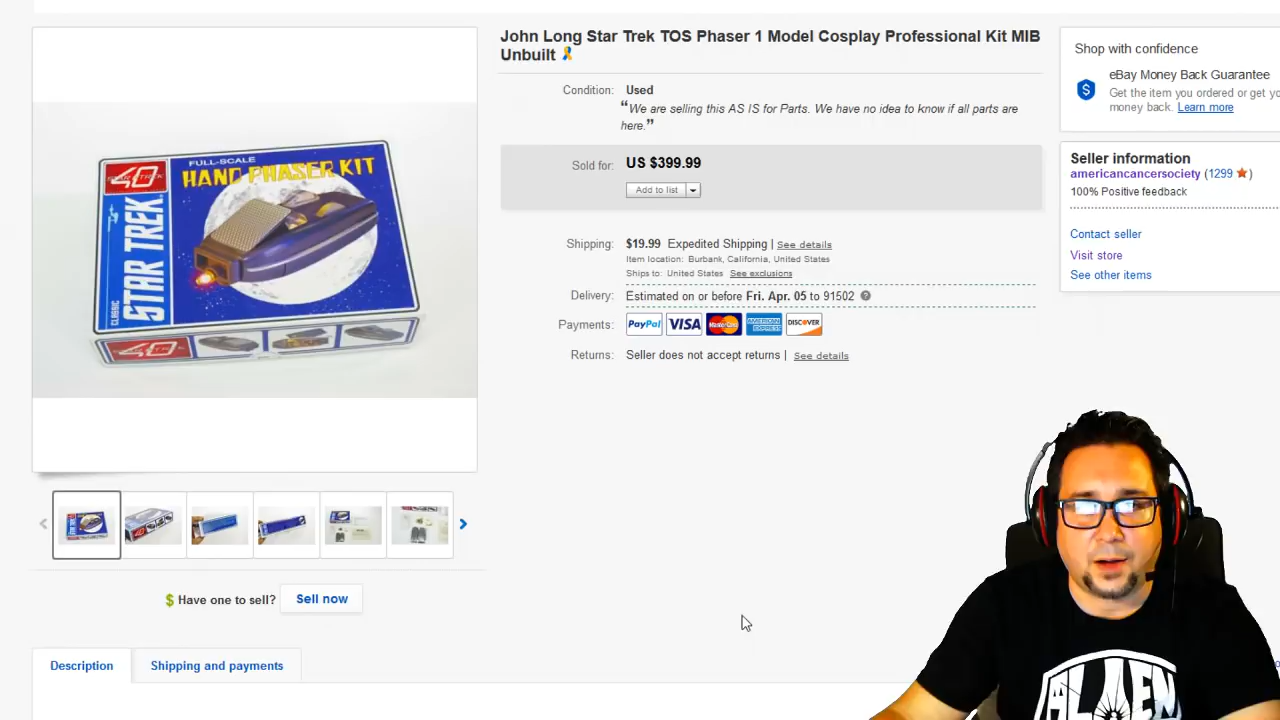 John Long Star Trek TOS Phaser 1 Model Cosplay Professional Kit MIB
Unbuilt
Condition: Used
“We are selling this AS IS for Parts. We have no idea to know if all parts are
here.”
Sold for: US $399.99
Add to list
Shipping: $19.99 Expedited Shipping | See details
Item location: Burbank, California, United States
Ships to: United States See exclusions
Delivery: Estimated on or before Fri. Apr. 05 to 91502
Payments: PayPal VISA MasterCard AMERICAN EXPRESS DISCOVER
Returns: Seller does not accept returns | See details
Shop with confidence
eBay Money Back Guarantee
Get the item you ordered or get your
money back. Learn more
Seller information
americancancersociety (1299)
100% Positive feedback
Contact seller
Visit store
See other items
FULL-SCALE
HAND PHASER KIT
40
CLASSIC
STAR TREK
40
$ Have one to sell? Sell now
Description
Shipping and payments
ALIEN